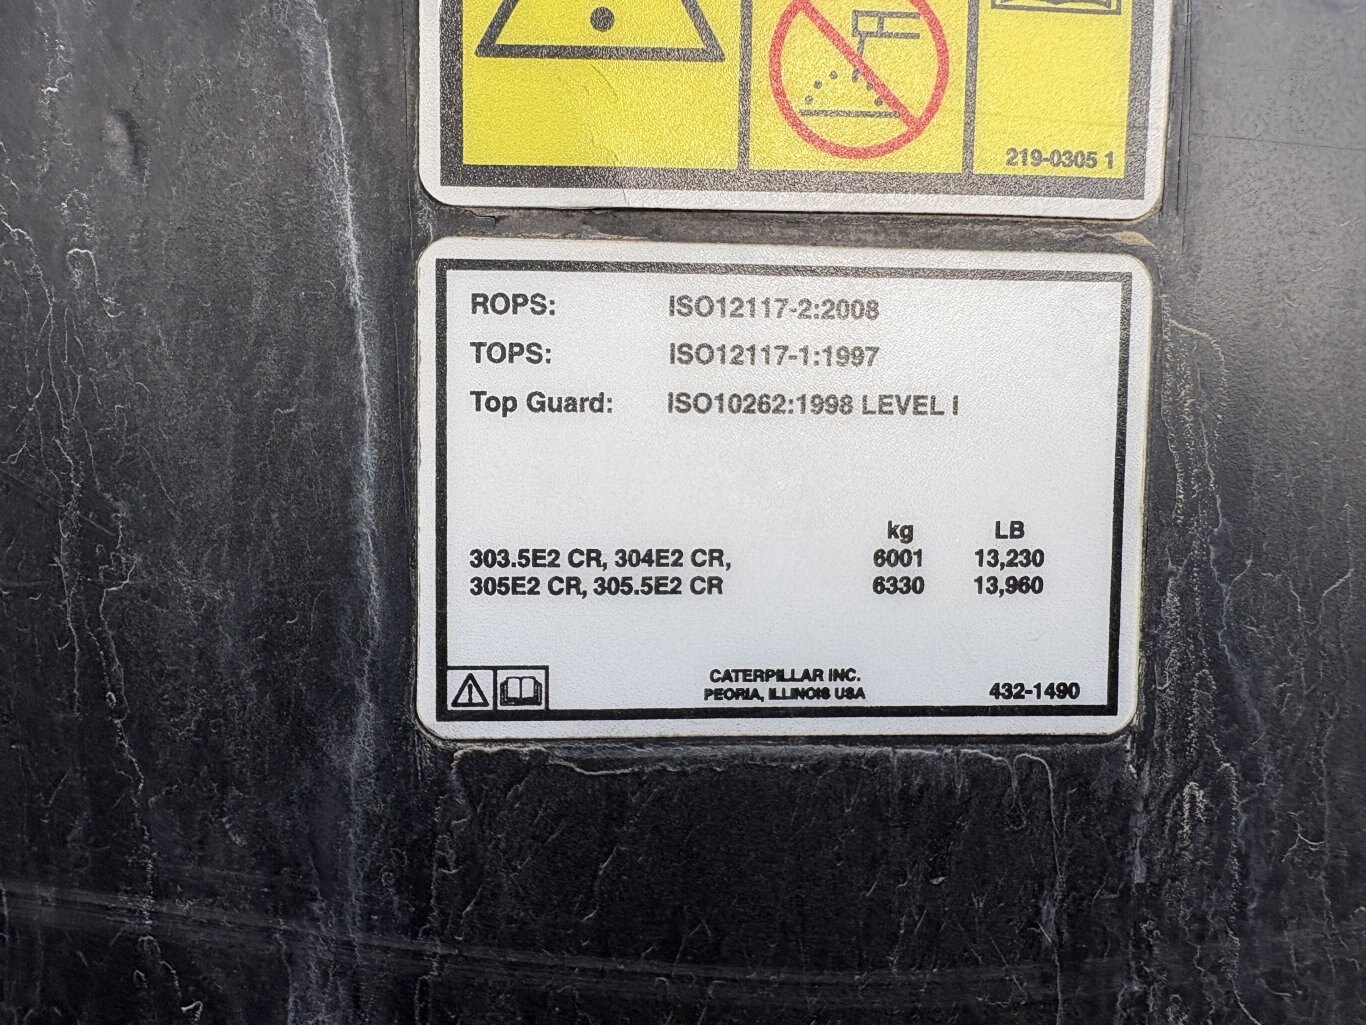 219-0305 1
ROPS: ISO12117-2:2008
TOPS: ISO12117-1:1997
Top Guard: ISO10262:1998 LEVEL I
kg LB
303.5E2 CR, 304E2 CR, 6001 13,230
305E2 CR, 305.5E2 CR 6330 13,960
CATERPILLAR INC.
PEORIA, ILLINOIS USA
432-1490